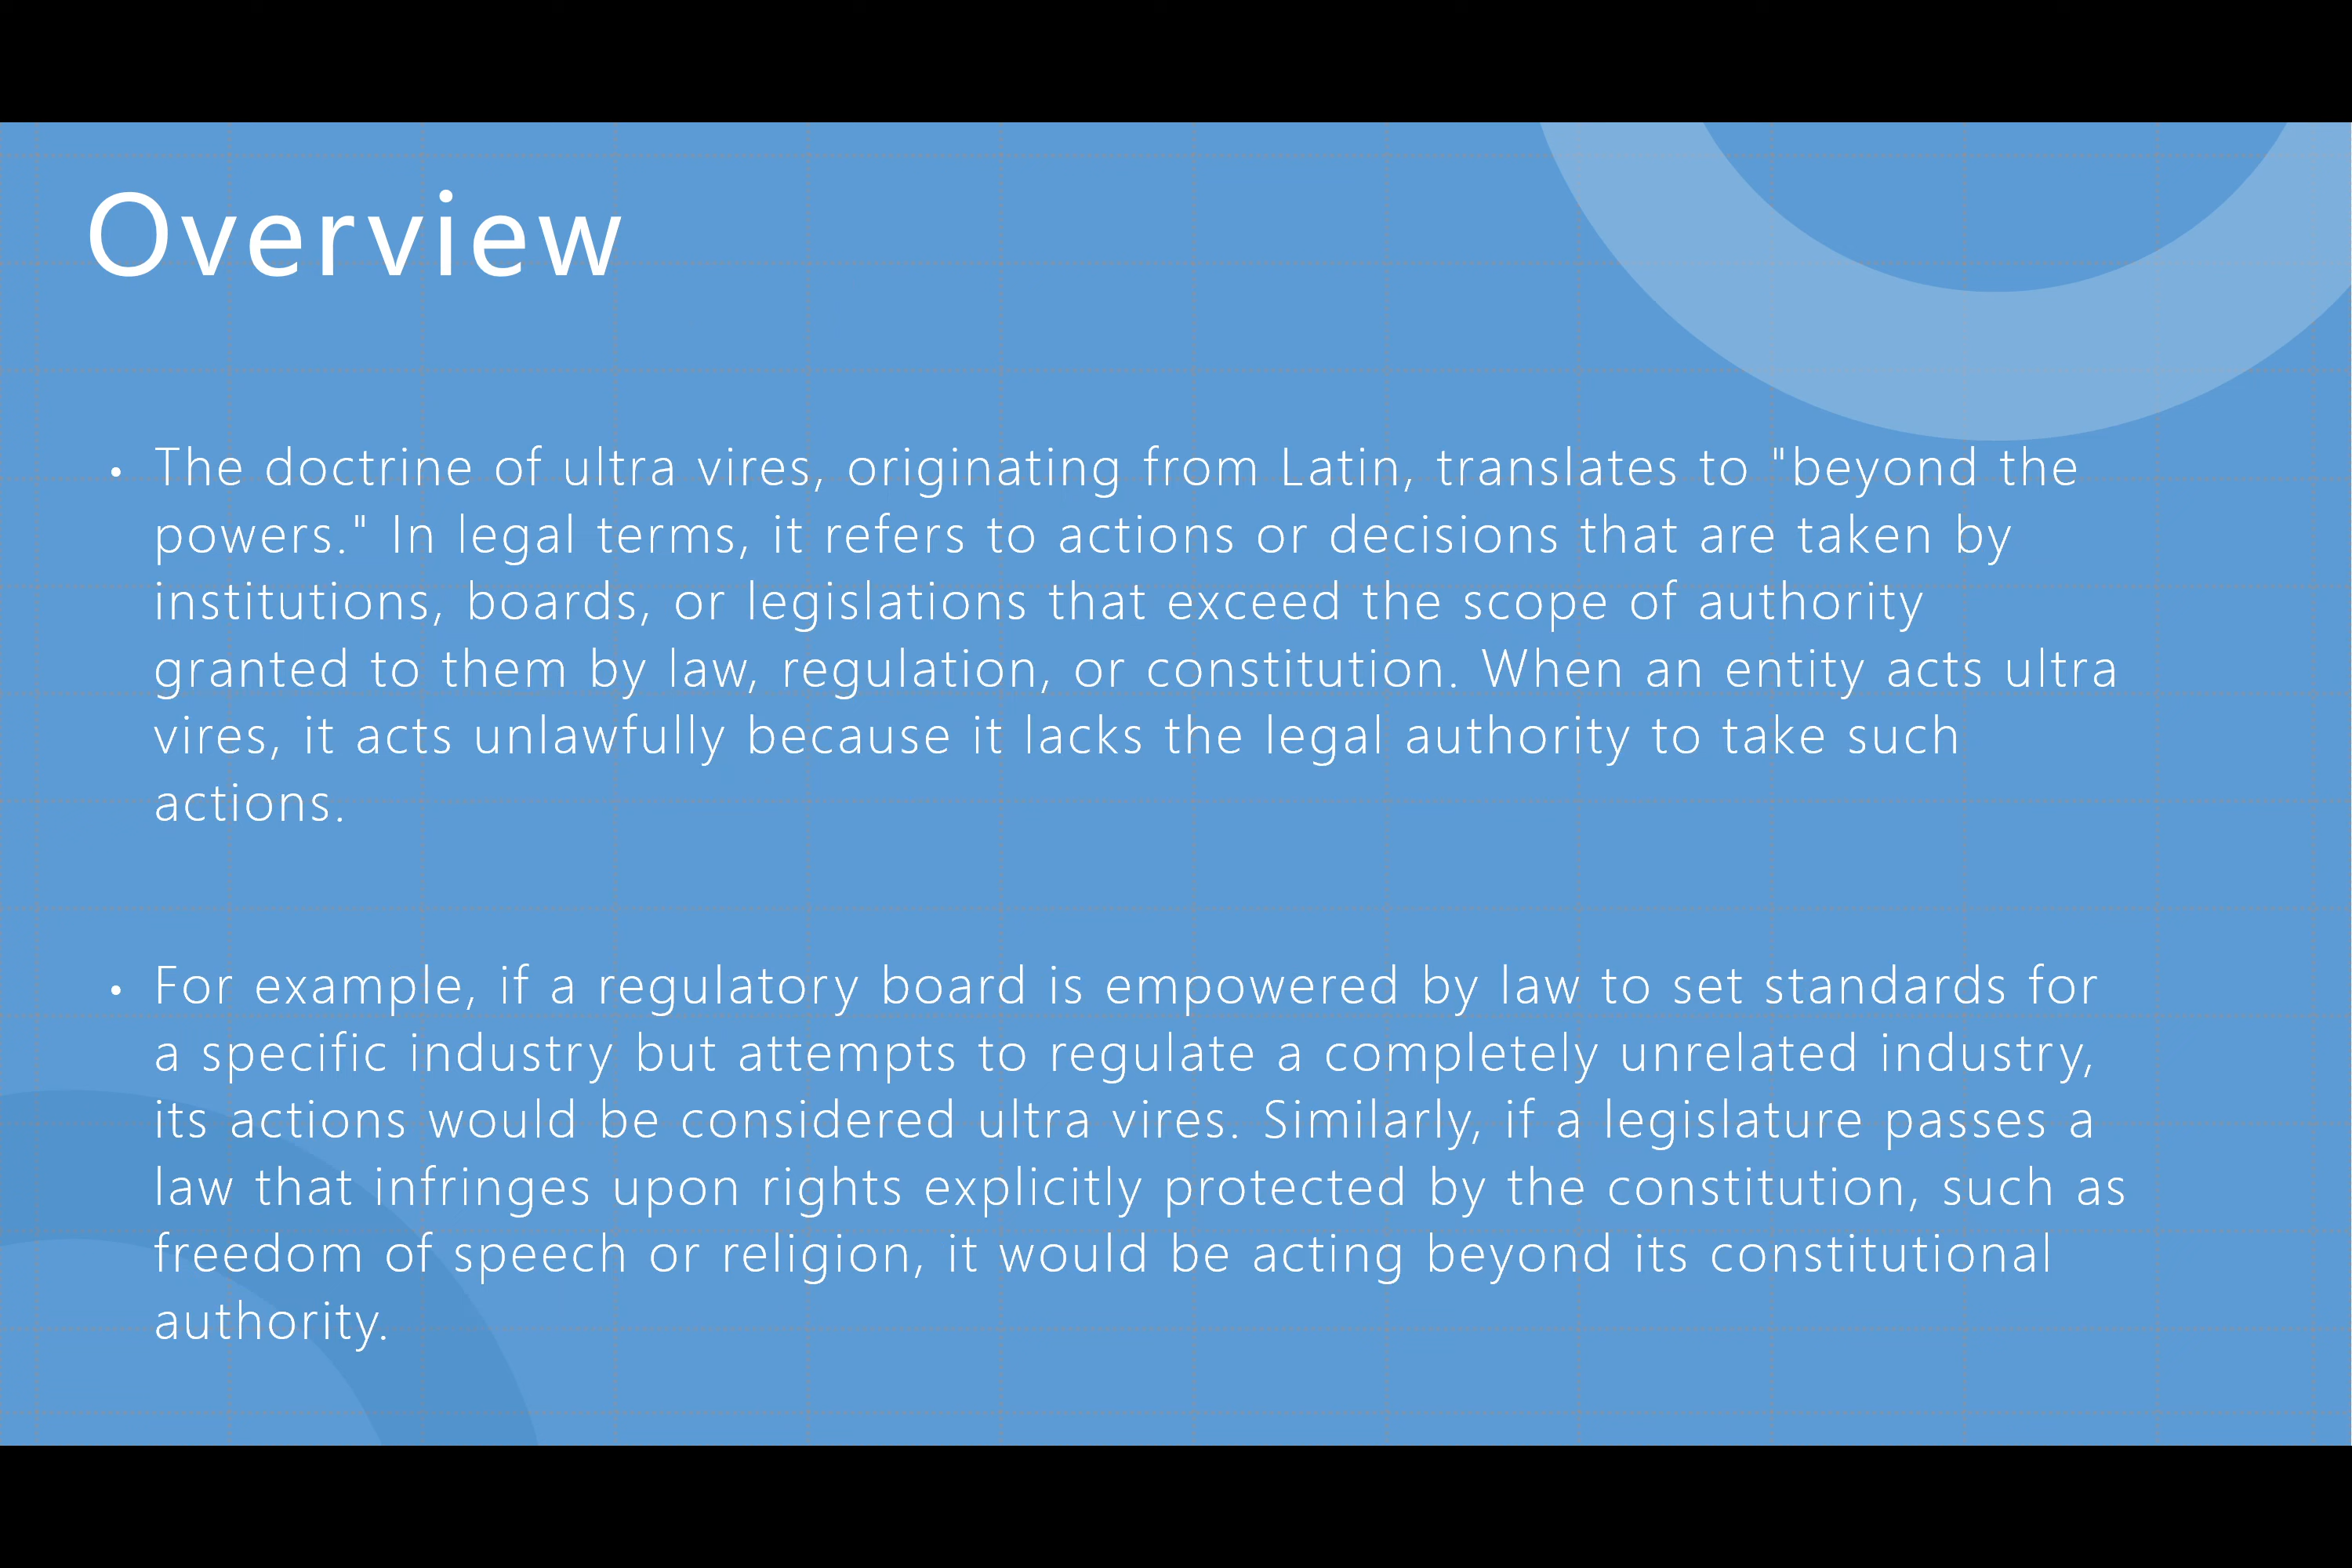 Overview
• The doctrine of ultra vires, originating from Latin, translates to "beyond the
powers." In legal terms, it refers to actions or decisions that are taken by
institutions, boards, or legislations that exceed the scope of authority
granted to them by law, regulation, or constitution. When an entity acts ultra
vires, it acts unlawfully because it lacks the legal authority to take such
actions.
• For example, if a regulatory board is empowered by law to set standards for
a specific industry but attempts to regulate a completely unrelated industry,
its actions would be considered ultra vires. Similarly, if a legislature passes a
law that infringes upon rights explicitly protected by the constitution, such as
freedom of speech or religion, it would be acting beyond its constitutional
authority.